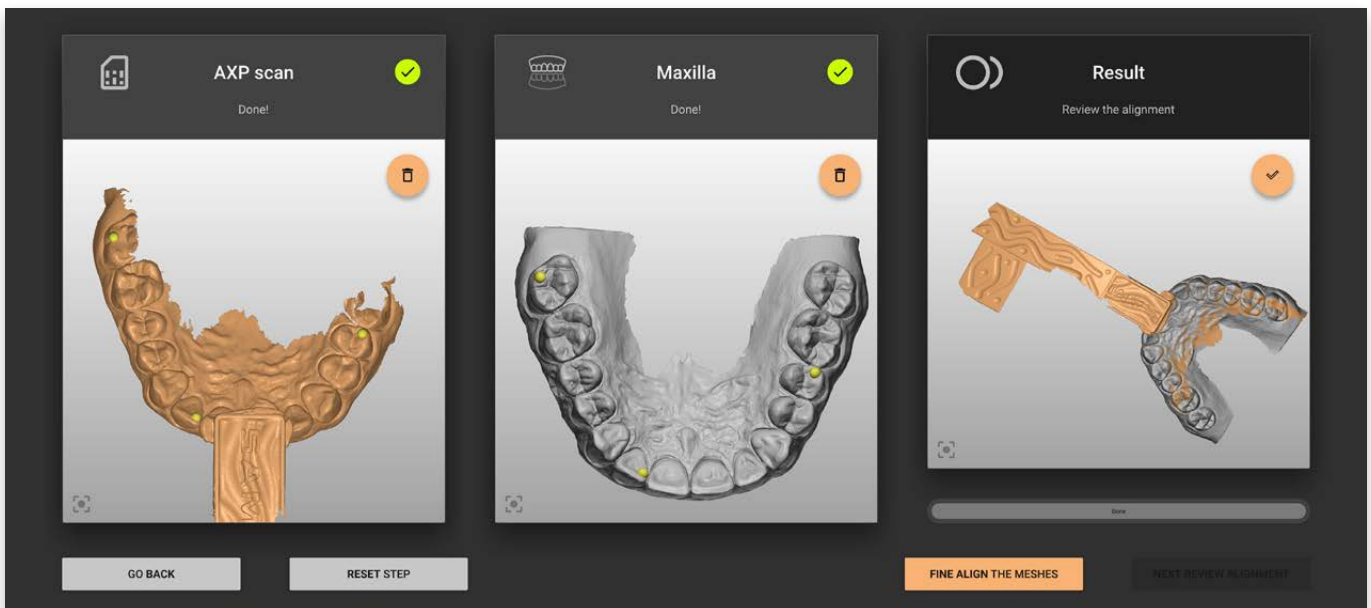 AXP scan
Done!
Maxilla
Done!
Result
Review the alignment
Done
GO BACK
RESET STEP
FINE ALIGN THE MESHES
NEXT REVIEW ALIGNMENT